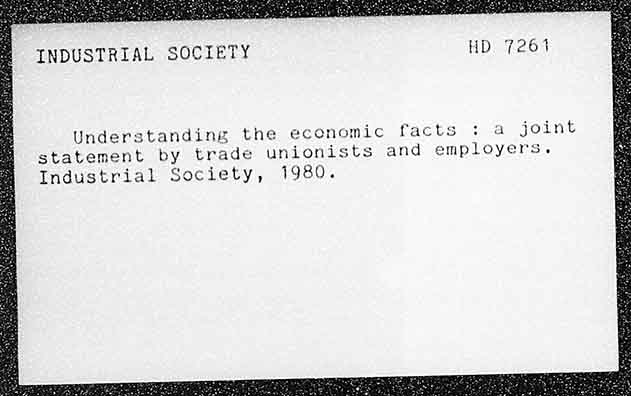 INDUSTRIAL SOCIETY HD 7261
Understanding the economic facts : a joint
statement by trade unionists and employers.
Industrial Society, 1980.